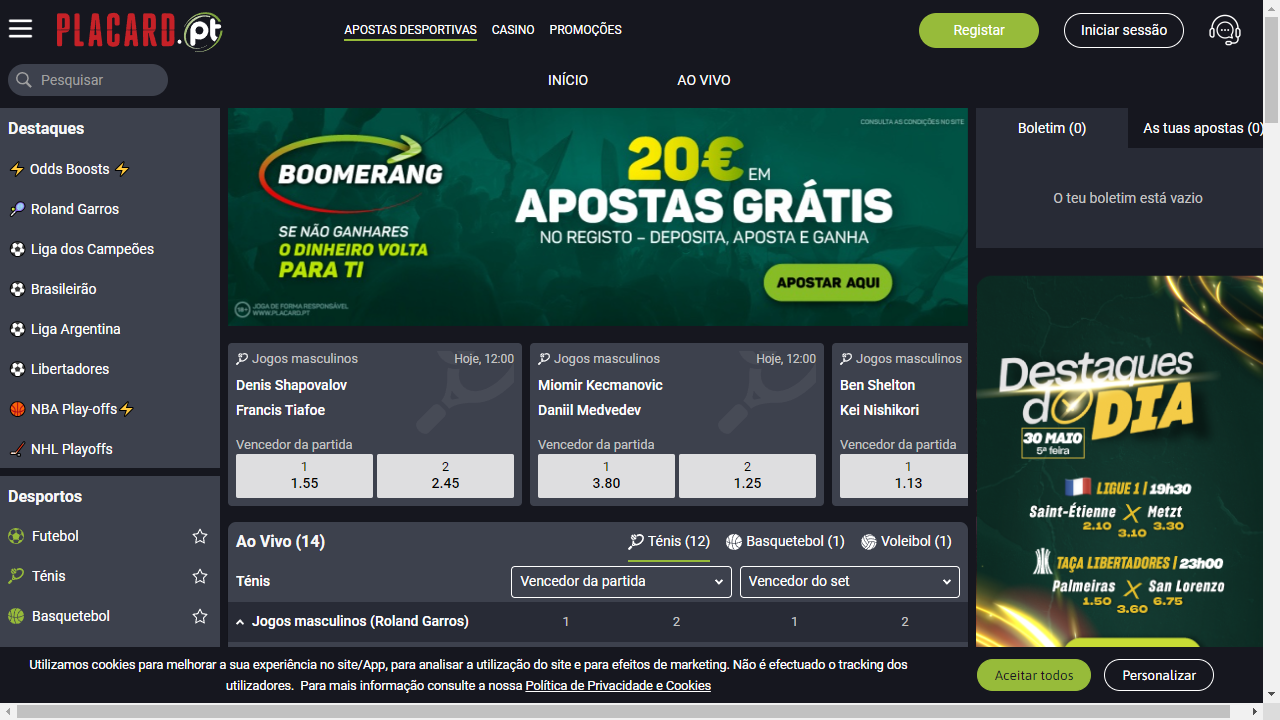 PLACARD.pt
APOSTAS DESPORTIVAS CASINO PROMOÇÕES
Registar
Iniciar sessão
Pesquisar
INÍCIO AO VIVO
Destaques
Odds Boosts
Roland Garros
Liga dos Campeões
Brasileirão
Liga Argentina
Libertadores
NBA Play-offs
NHL Playoffs
Desportos
Futebol
Ténis
Basquetebol
CONSULTA AS CONDIÇÕES NO SITE
BOOMERANG
SE NÃO GANHARES
O DINHEIRO VOLTA
PARA TI
20€ EM
APOSTAS GRÁTIS
NO REGISTO – DEPOSITA, APOSTA E GANHA
APOSTAR AQUI
18+ JOGA DE FORMA RESPONSÁVEL
WWW.PLACARD.PT
Jogos masculinos Hoje, 12:00
Denis Shapovalov
Francis Tiafoe
Vencedor da partida
1 2
1.55 2.45
Jogos masculinos Hoje, 12:00
Miomir Kecmanovic
Daniil Medvedev
Vencedor da partida
1 2
3.80 1.25
Jogos masculinos
Ben Shelton
Kei Nishikori
Vencedor da partida
1
1.13
Ao Vivo (14) Ténis (12) Basquetebol (1) Voleibol (1)
Ténis Vencedor da partida Vencedor do set
Jogos masculinos (Roland Garros) 1 2 1 2
Boletim (0) As tuas apostas (0)
O teu boletim está vazio
Destaques
do DIA
30 MAIO
5ª feira
LIGUE 1 | 19h30
Saint-Étienne X Metzt
2.10 3.10 3.30
TAÇA LIBERTADORES | 23H00
Palmeiras X San Lorenzo
1.50 3.60 6.75
Utilizamos cookies para melhorar a sua experiência no site/App, para analisar a utilização do site e para efeitos de marketing. Não é efectuado o tracking dos
utilizadores. Para mais informação consulte a nossa Política de Privacidade e Cookies
Aceitar todos
Personalizar